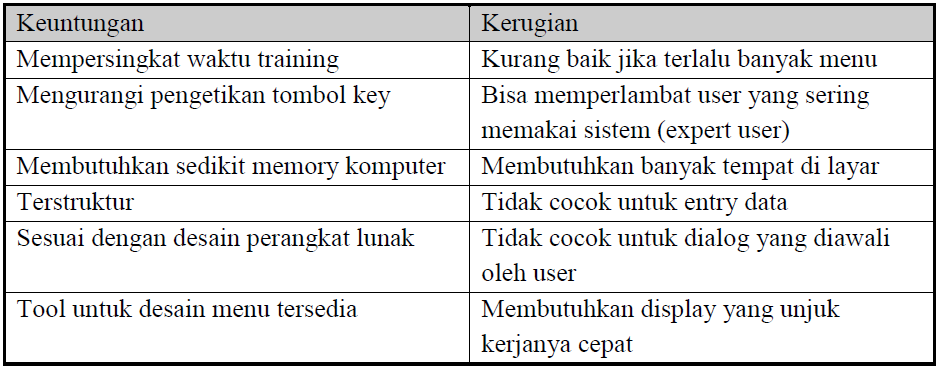 Keuntungan
Kerugian
Mempersingkat waktu training
Kurang baik jika terlalu banyak menu
Mengurangi pengetikan tombol key
Bisa memperlambat user yang sering
memakai sistem (expert user)
Membutuhkan sedikit memory komputer
Membutuhkan banyak tempat di layar
Terstruktur
Tidak cocok untuk entry data
Sesuai dengan desain perangkat lunak
Tidak cocok untuk dialog yang diawali
oleh user
Tool untuk desain menu tersedia
Membutuhkan display yang unjuk
kerjanya cepat